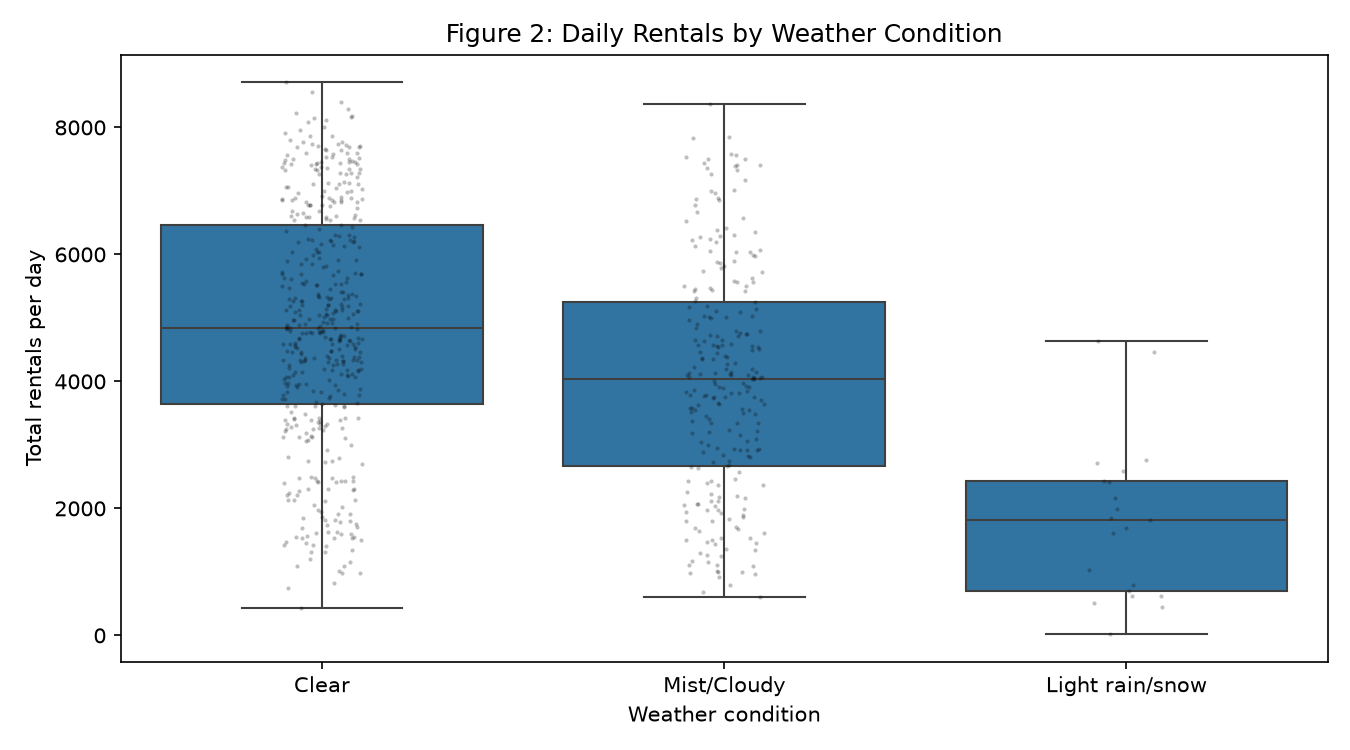 Figure 2: Daily Rentals by Weather Condition
Total rentals per day
8000
6000
4000
2000
0
Clear
Mist/Cloudy
Light rain/snow
Weather condition